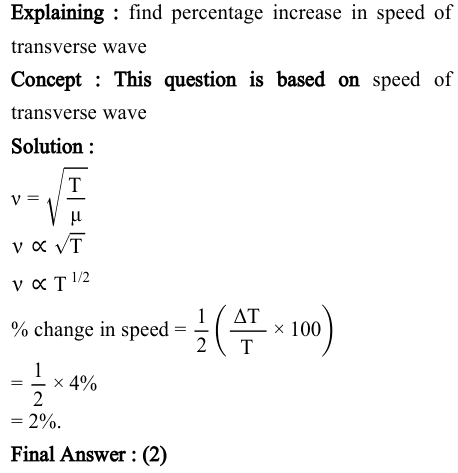 Explaining : find percentage increase in speed of
transverse wave
Concept : This question is based on speed of
transverse wave
Solution :
ν = √(T/μ)
ν ∝ √T
ν ∝ T^1/2
% change in speed = 1/2 (ΔT/T × 100)
= 1/2 × 4%
= 2%.
Final Answer : (2)